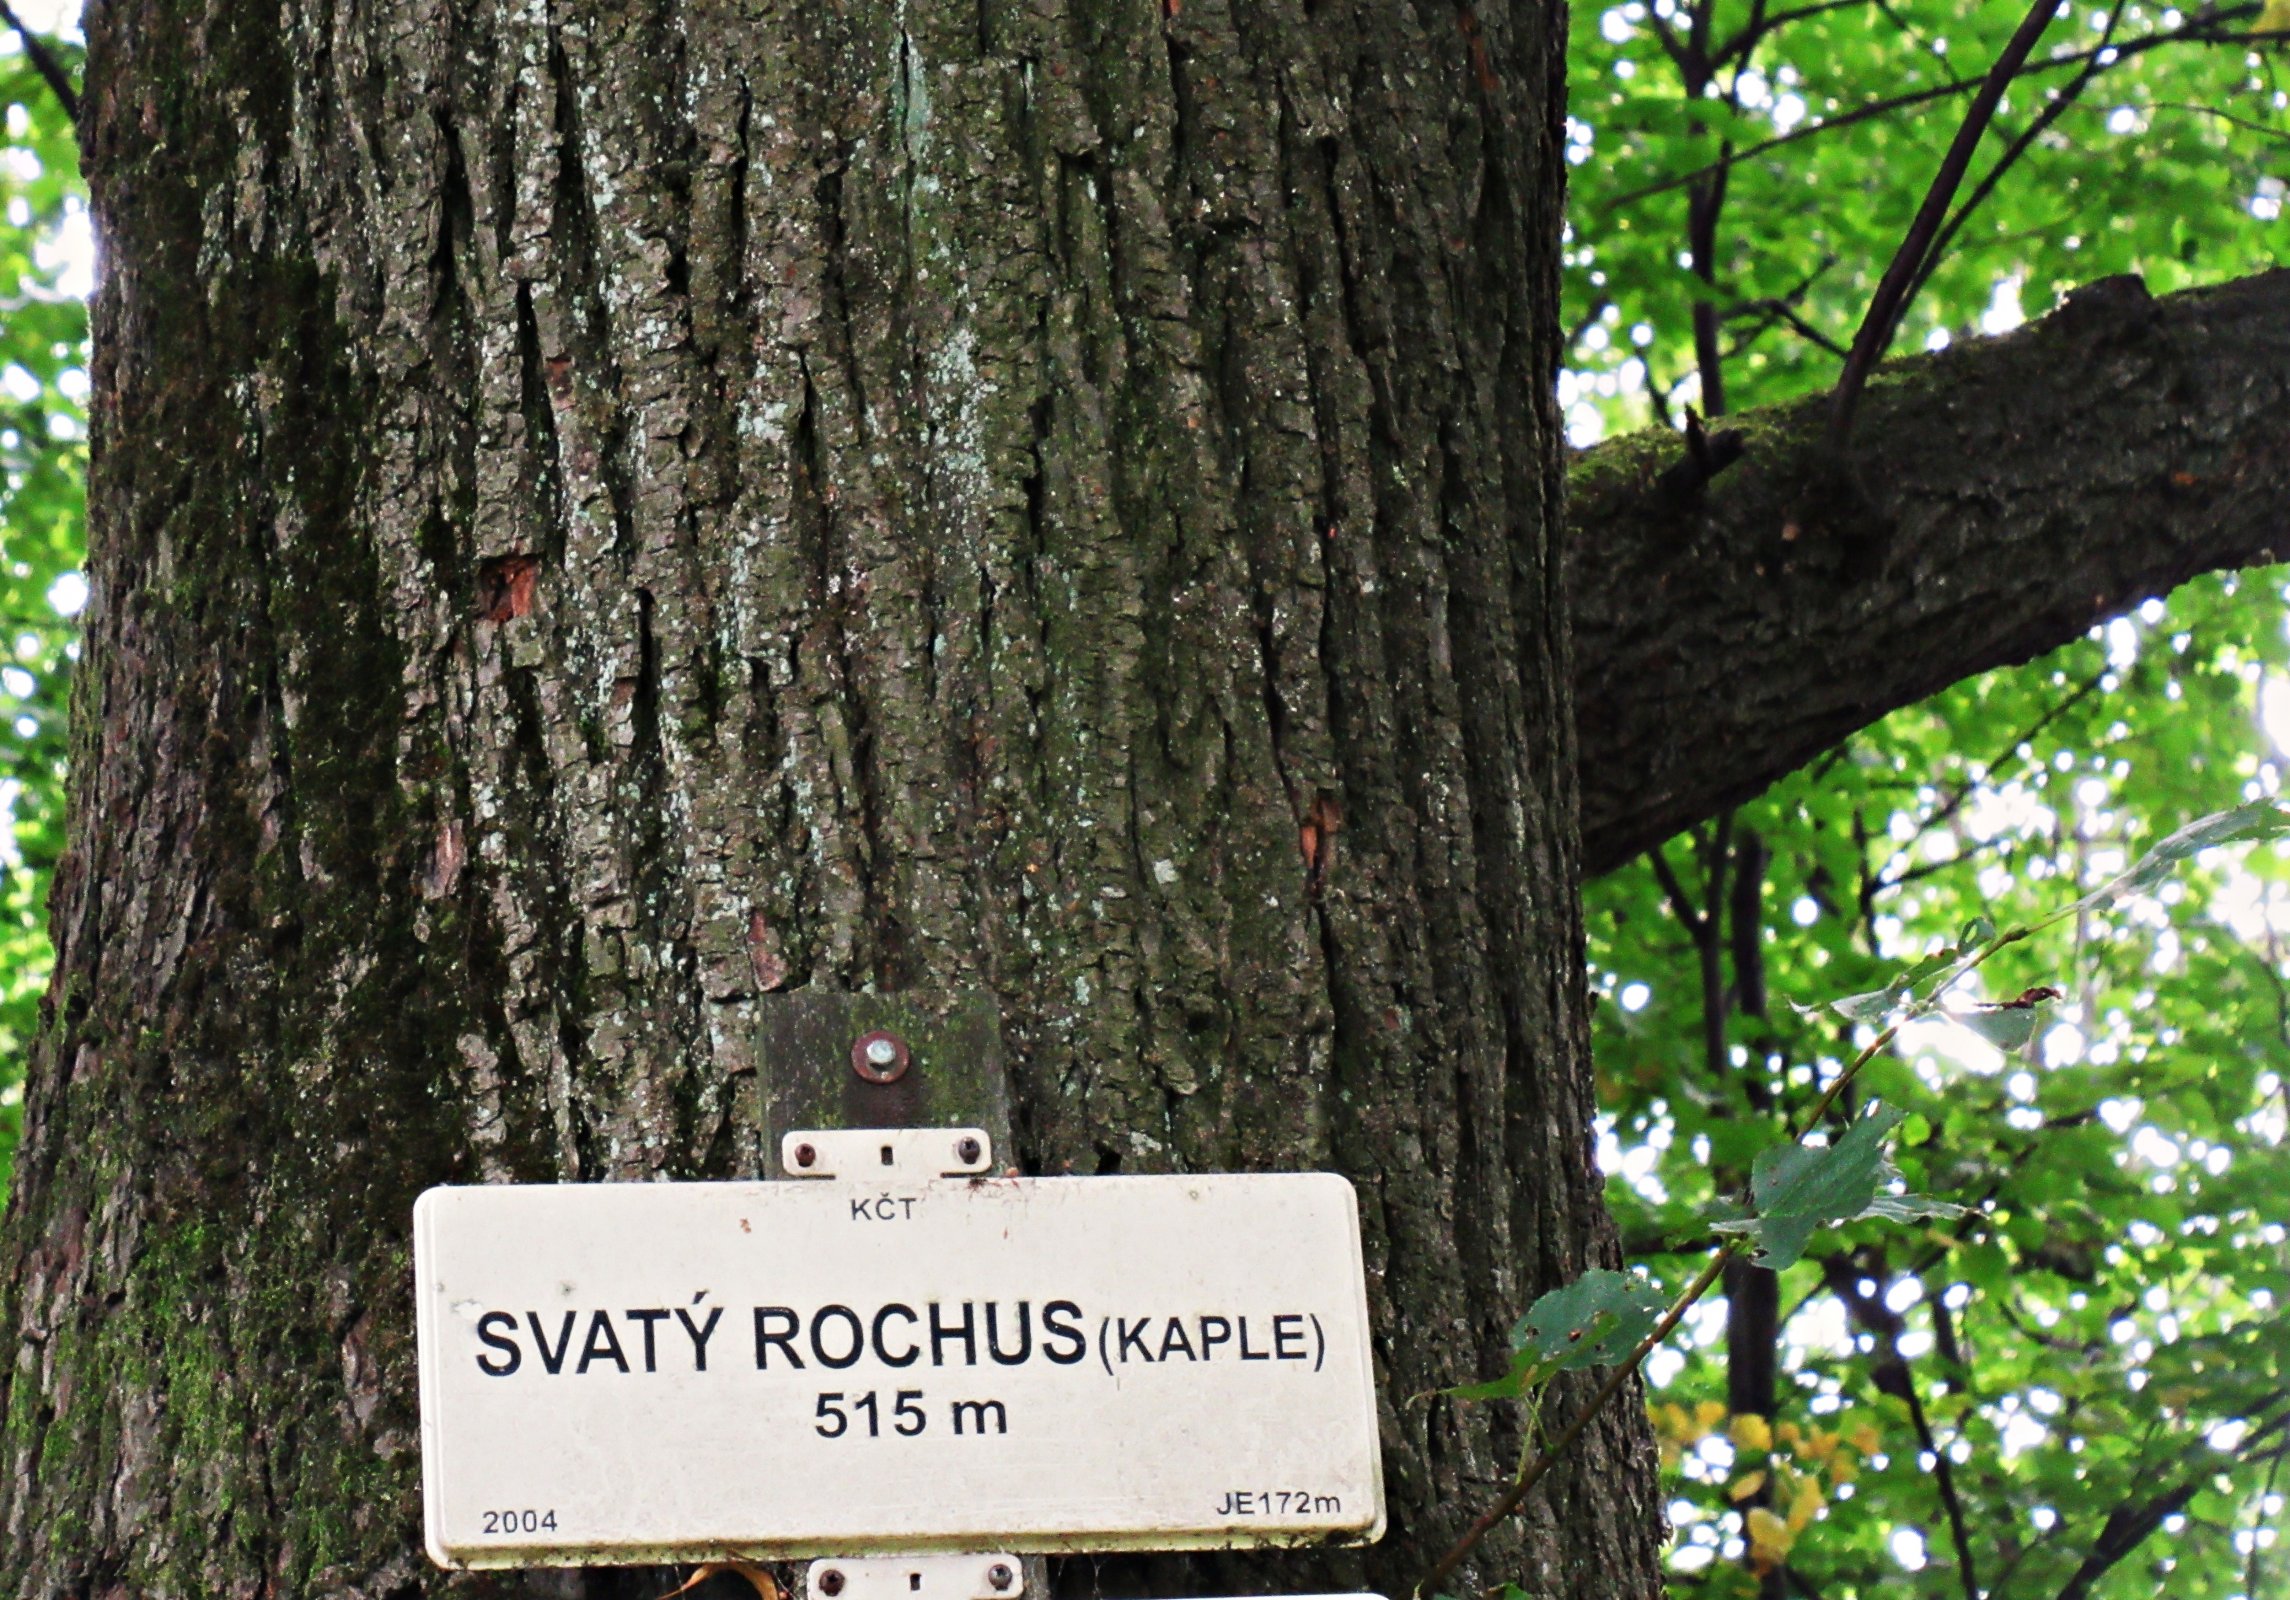 KČT
SVATÝ ROCHUS (KAPLE)
515 m
2004 JE172m